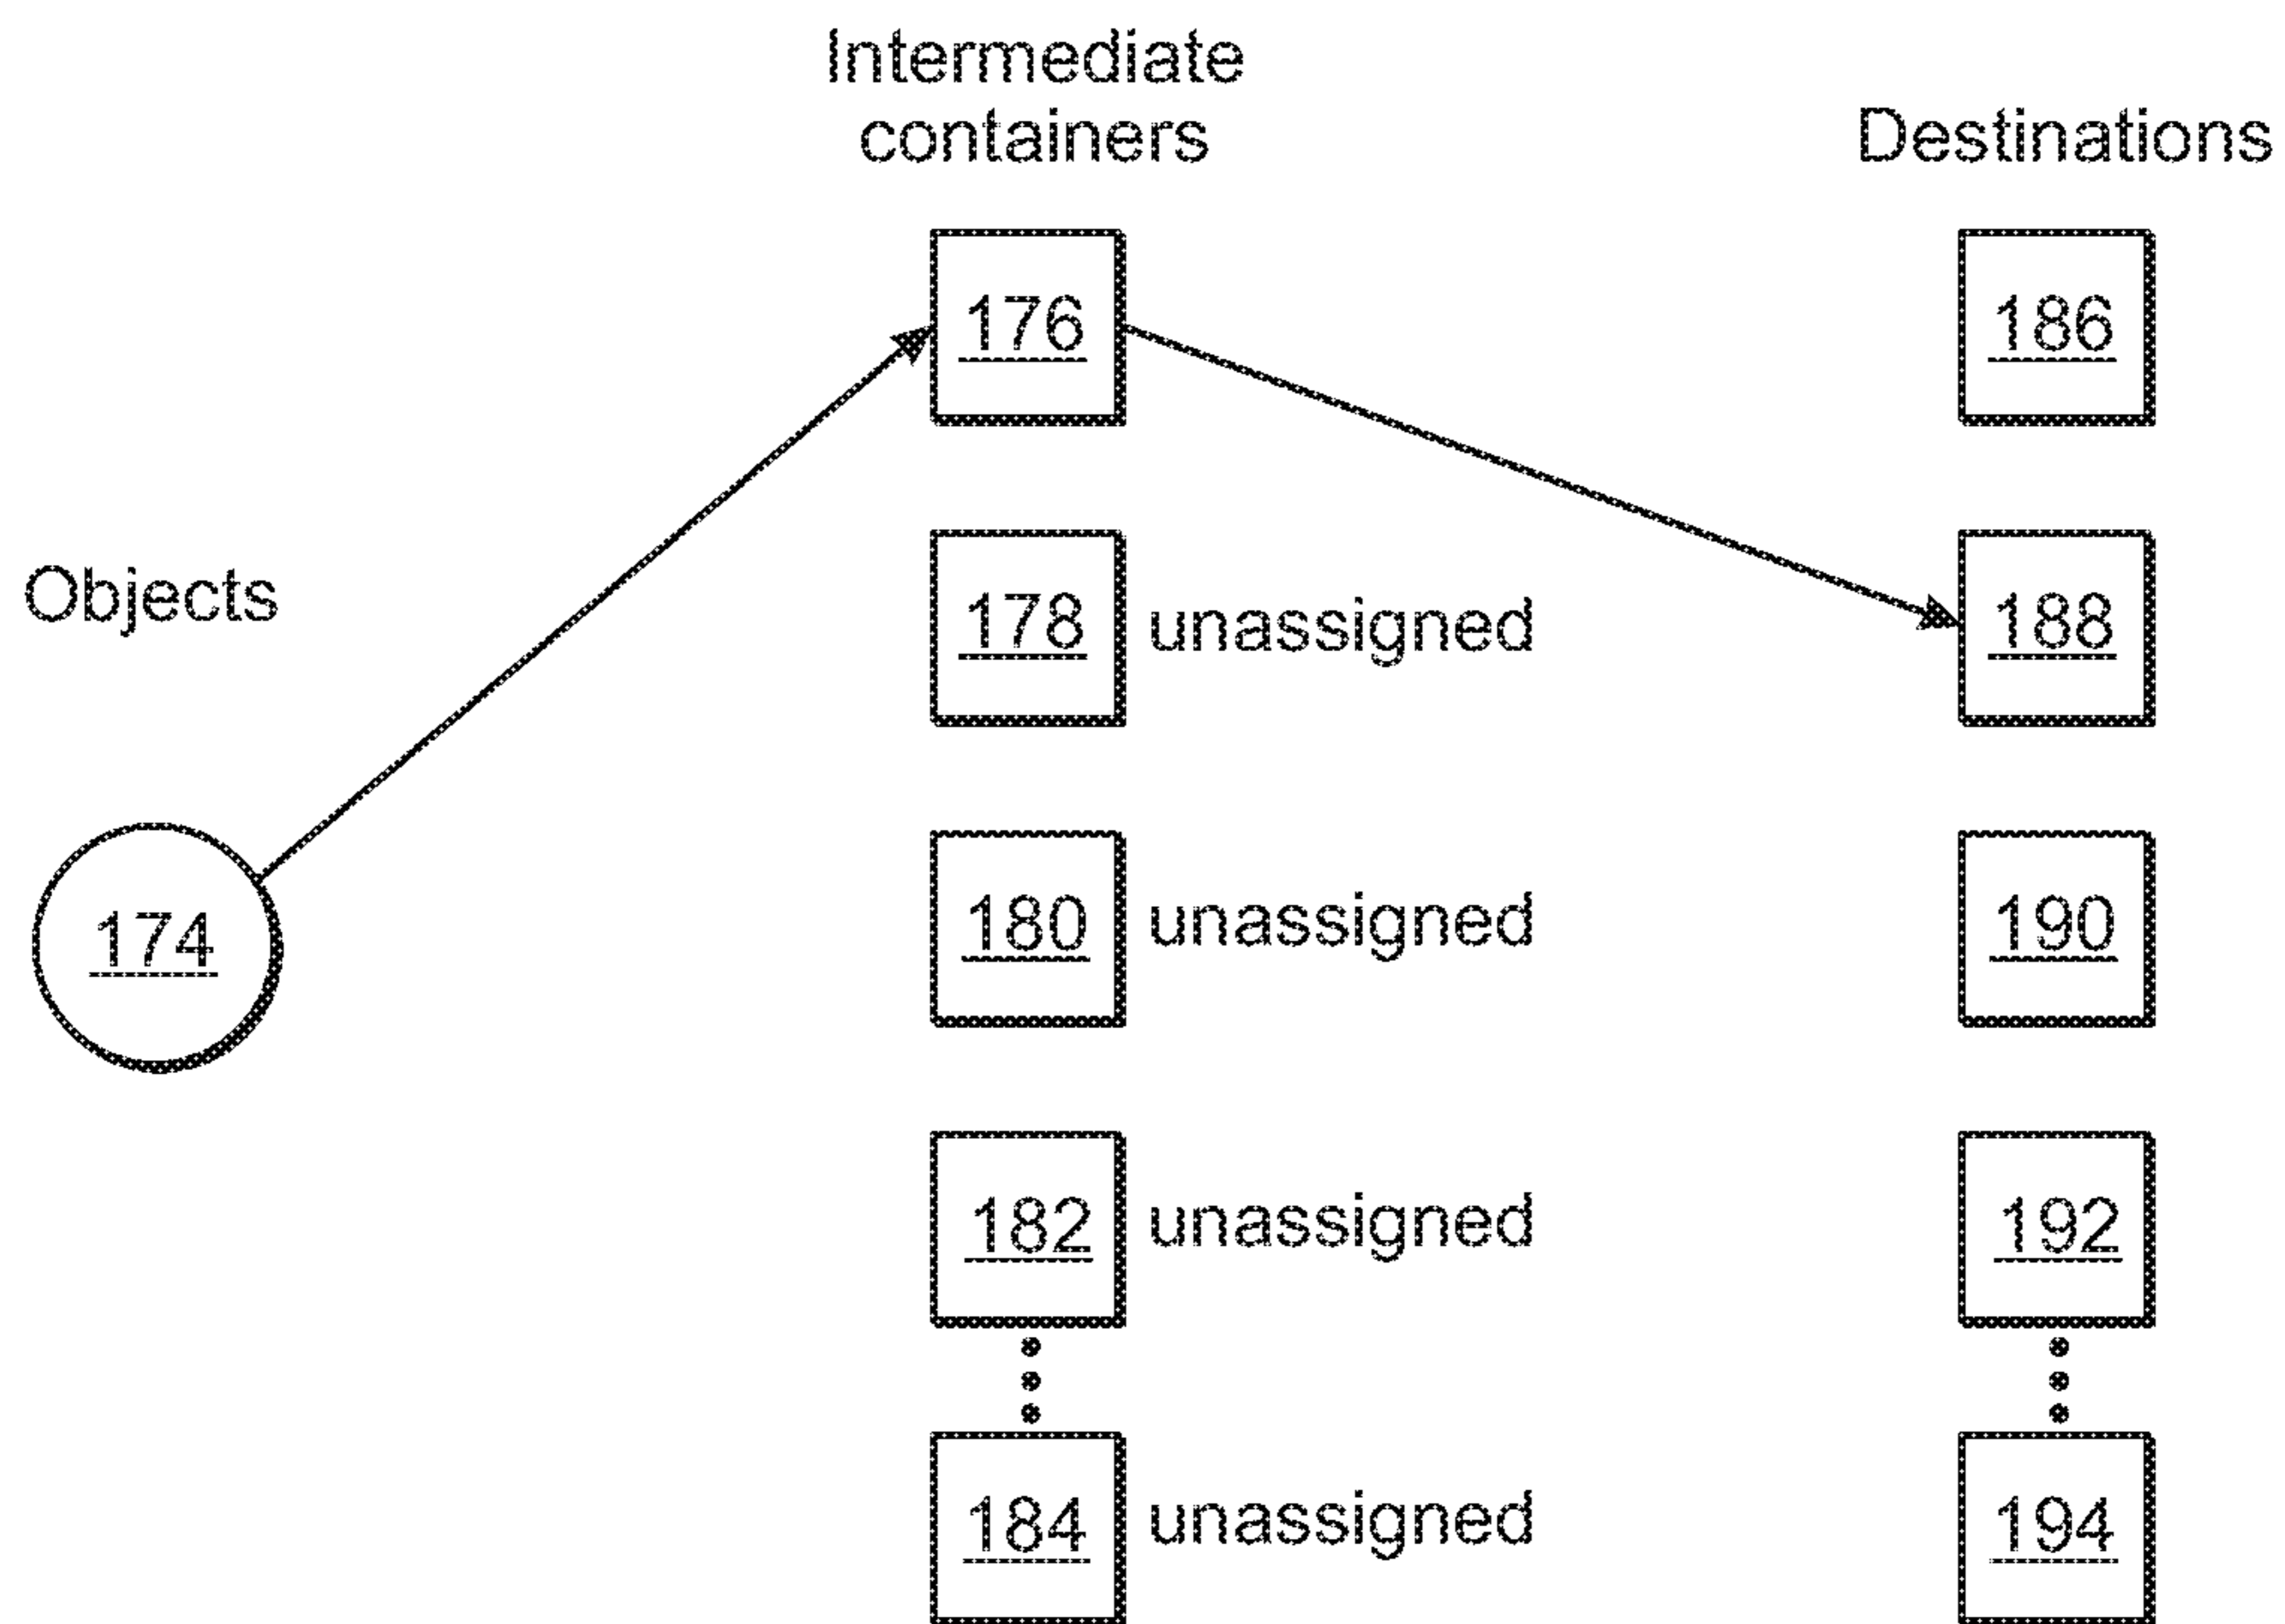 Intermediate
containers
Destinations
Objects
174
176
178 unassigned
180 unassigned
182 unassigned
184 unassigned
186
188
190
192
194